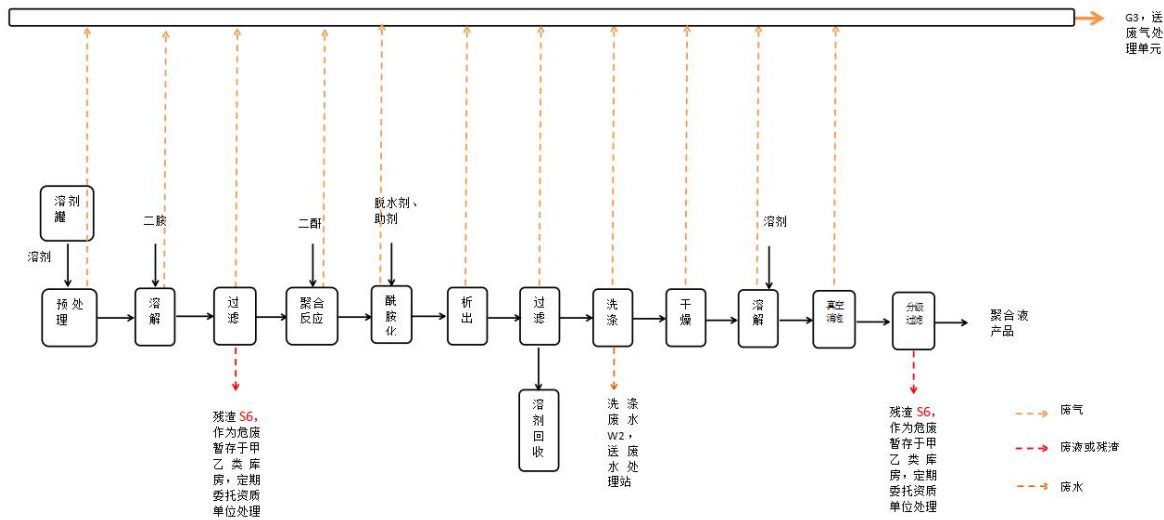 G3，送
废气处
理单元
溶剂
罐
溶剂
二胺
二酐
脱水剂、
助剂
溶剂
预 处
理
溶
解
过
滤
聚合
反应
酰
胺
化
析
出
过
滤
洗
涤
干
燥
溶
解
真空
消泡
分级
过滤
聚合液
产品
残渣 S6，
作为危废
暂存于甲
乙 类 库
房，定期
委托资质
单位处理
溶
剂
回
收
洗 涤
废 水
W2，
送 废
水 处
理站
残渣 S6，
作为危废
暂存于甲
乙 类 库
房，定期
委托资质
单位处理
废气
废液或残渣
废水